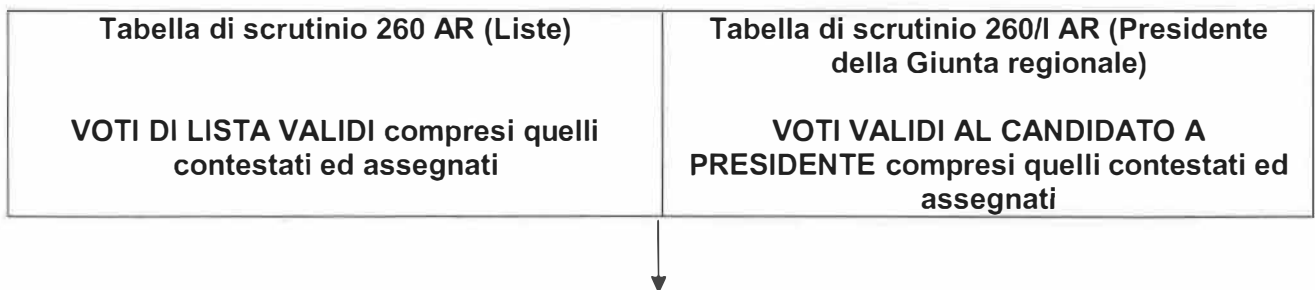 Tabella di scrutinio 260 AR (Liste)
VOTI DI LISTA VALIDI compresi quelli
contestati ed assegnati
Tabella di scrutinio 260/I AR (Presidente
della Giunta regionale)
VOTI VALIDI AL CANDIDATO A
PRESIDENTE compresi quelli contestati ed
assegnati